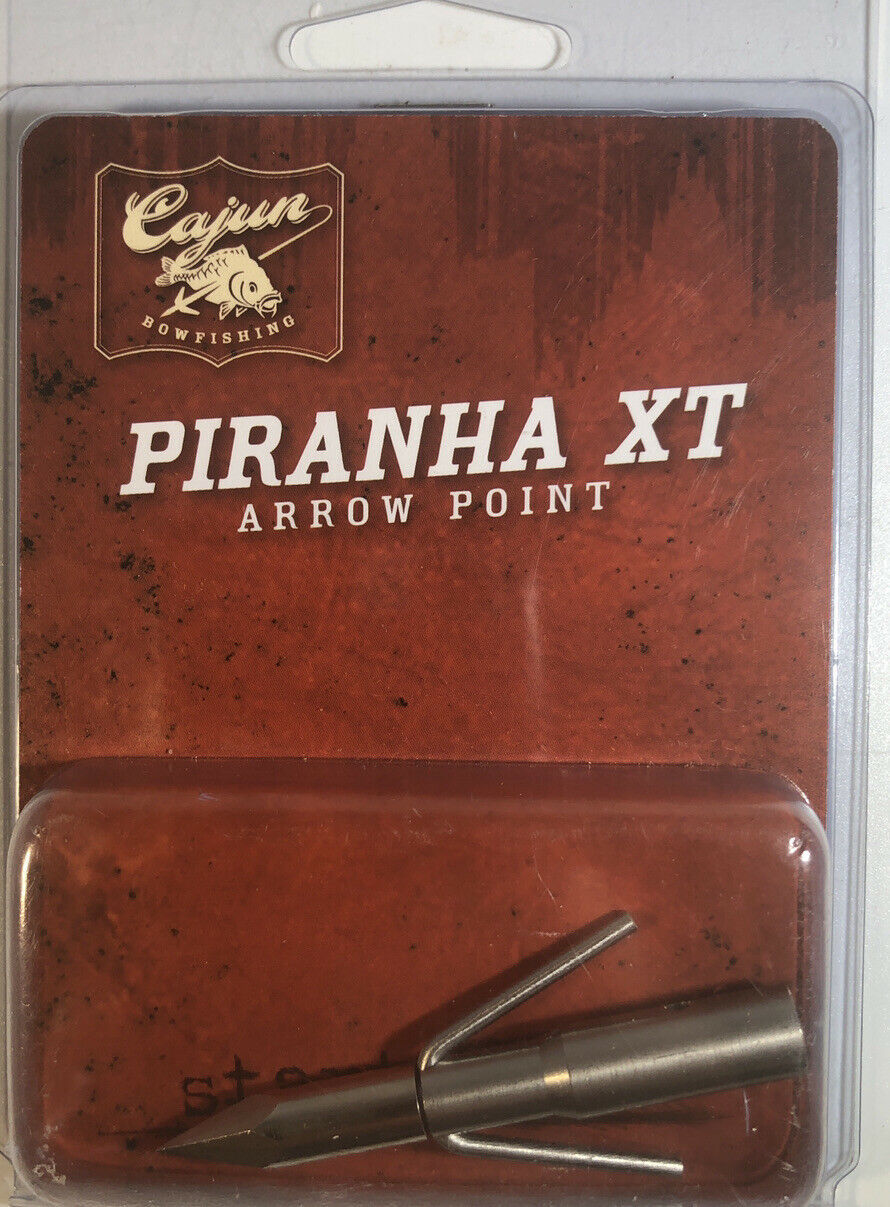 Cajun
BOWFISHING
PIRANHA XT
ARROW POINT